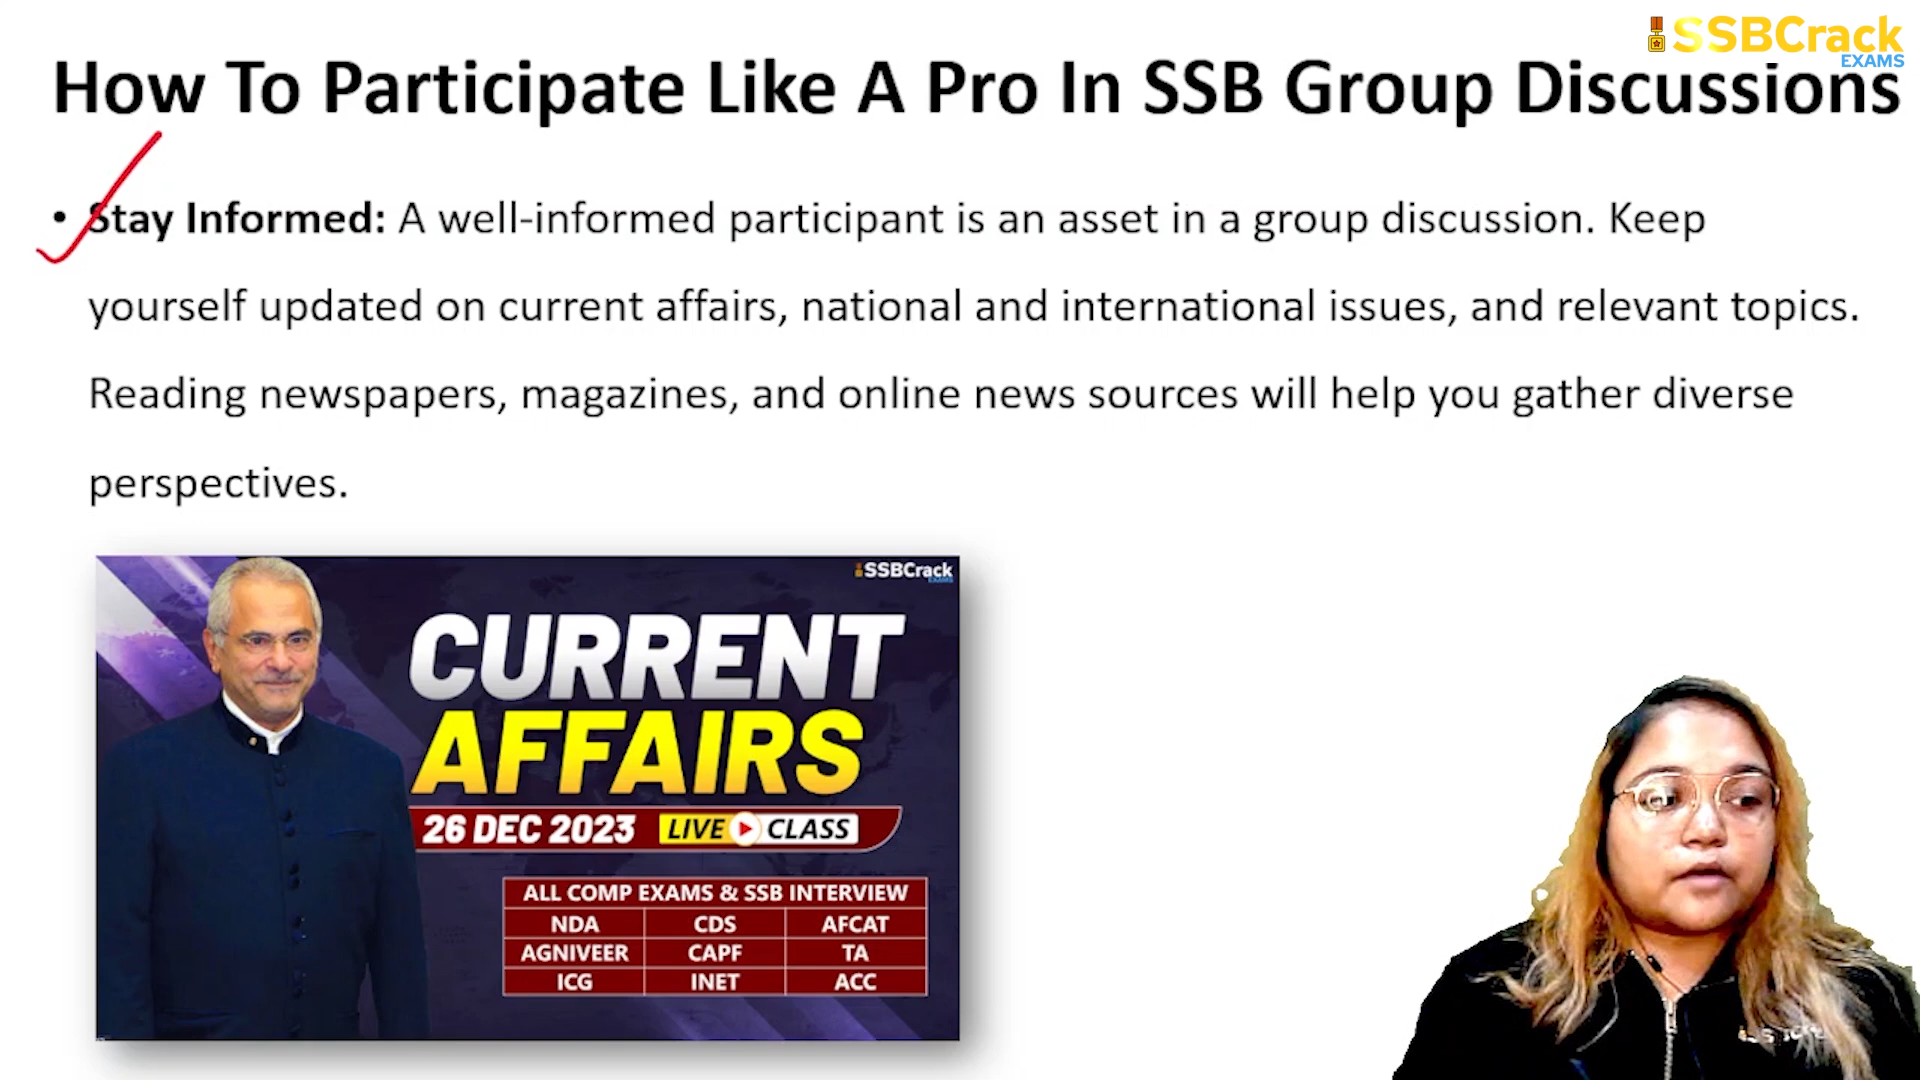 SSBCrack
EXAMS
How To Participate Like A Pro In SSB Group Discussions
• Stay Informed: A well-informed participant is an asset in a group discussion. Keep
yourself updated on current affairs, national and international issues, and relevant topics.
Reading newspapers, magazines, and online news sources will help you gather diverse
perspectives.
SSBCrack
EXAMS
CURRENT
AFFAIRS
26 DEC 2023 LIVE CLASS
ALL COMP EXAMS & SSB INTERVIEW
NDA CDS AFCAT
AGNIVEER CAPF TA
ICG INET ACC